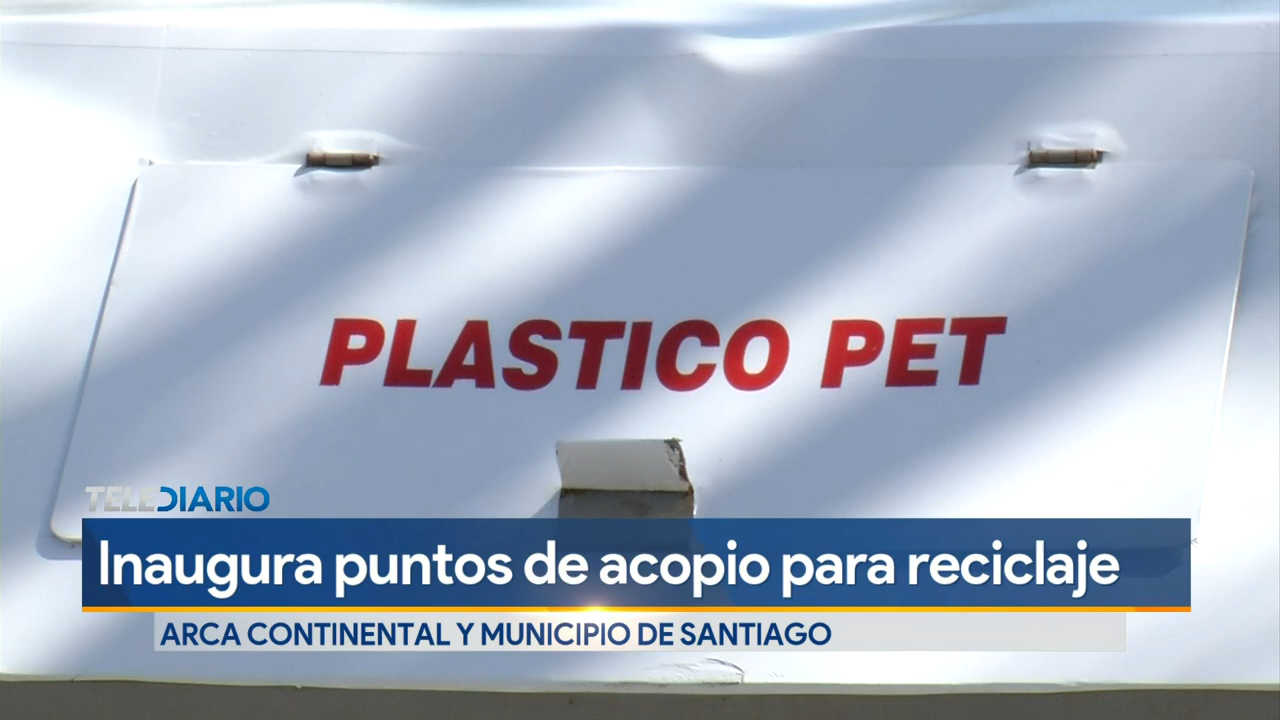 PLASTICO PET
TELEDIARIO
Inaugura puntos de acopio para reciclaje
ARCA CONTINENTAL Y MUNICIPIO DE SANTIAGO